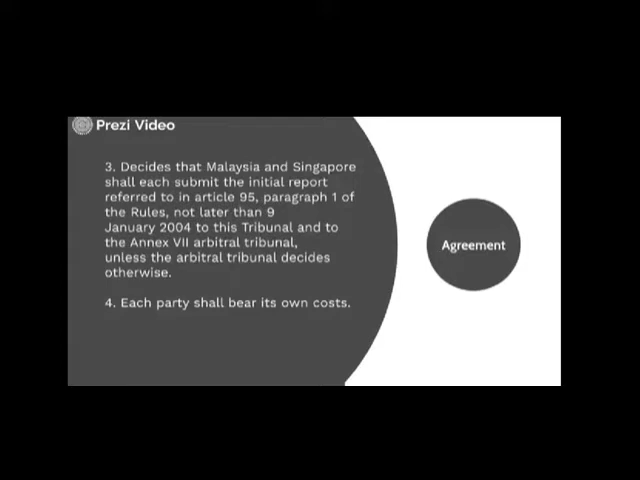 Prezi Video
3. Decides that Malaysia and Singapore
shall each submit the initial report
referred to in article 95, paragraph 1 of
the Rules, not later than 9
January 2004 to this Tribunal and to
the Annex VII arbitral tribunal,
unless the arbitral tribunal decides
otherwise.
4. Each party shall bear its own costs.
Agreement